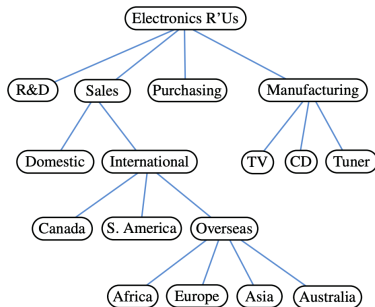 Electronics R'Us
R&D
Sales
Purchasing
Manufacturing
Domestic
International
TV
CD
Tuner
Canada
S. America
Overseas
Africa
Europe
Asia
Australia